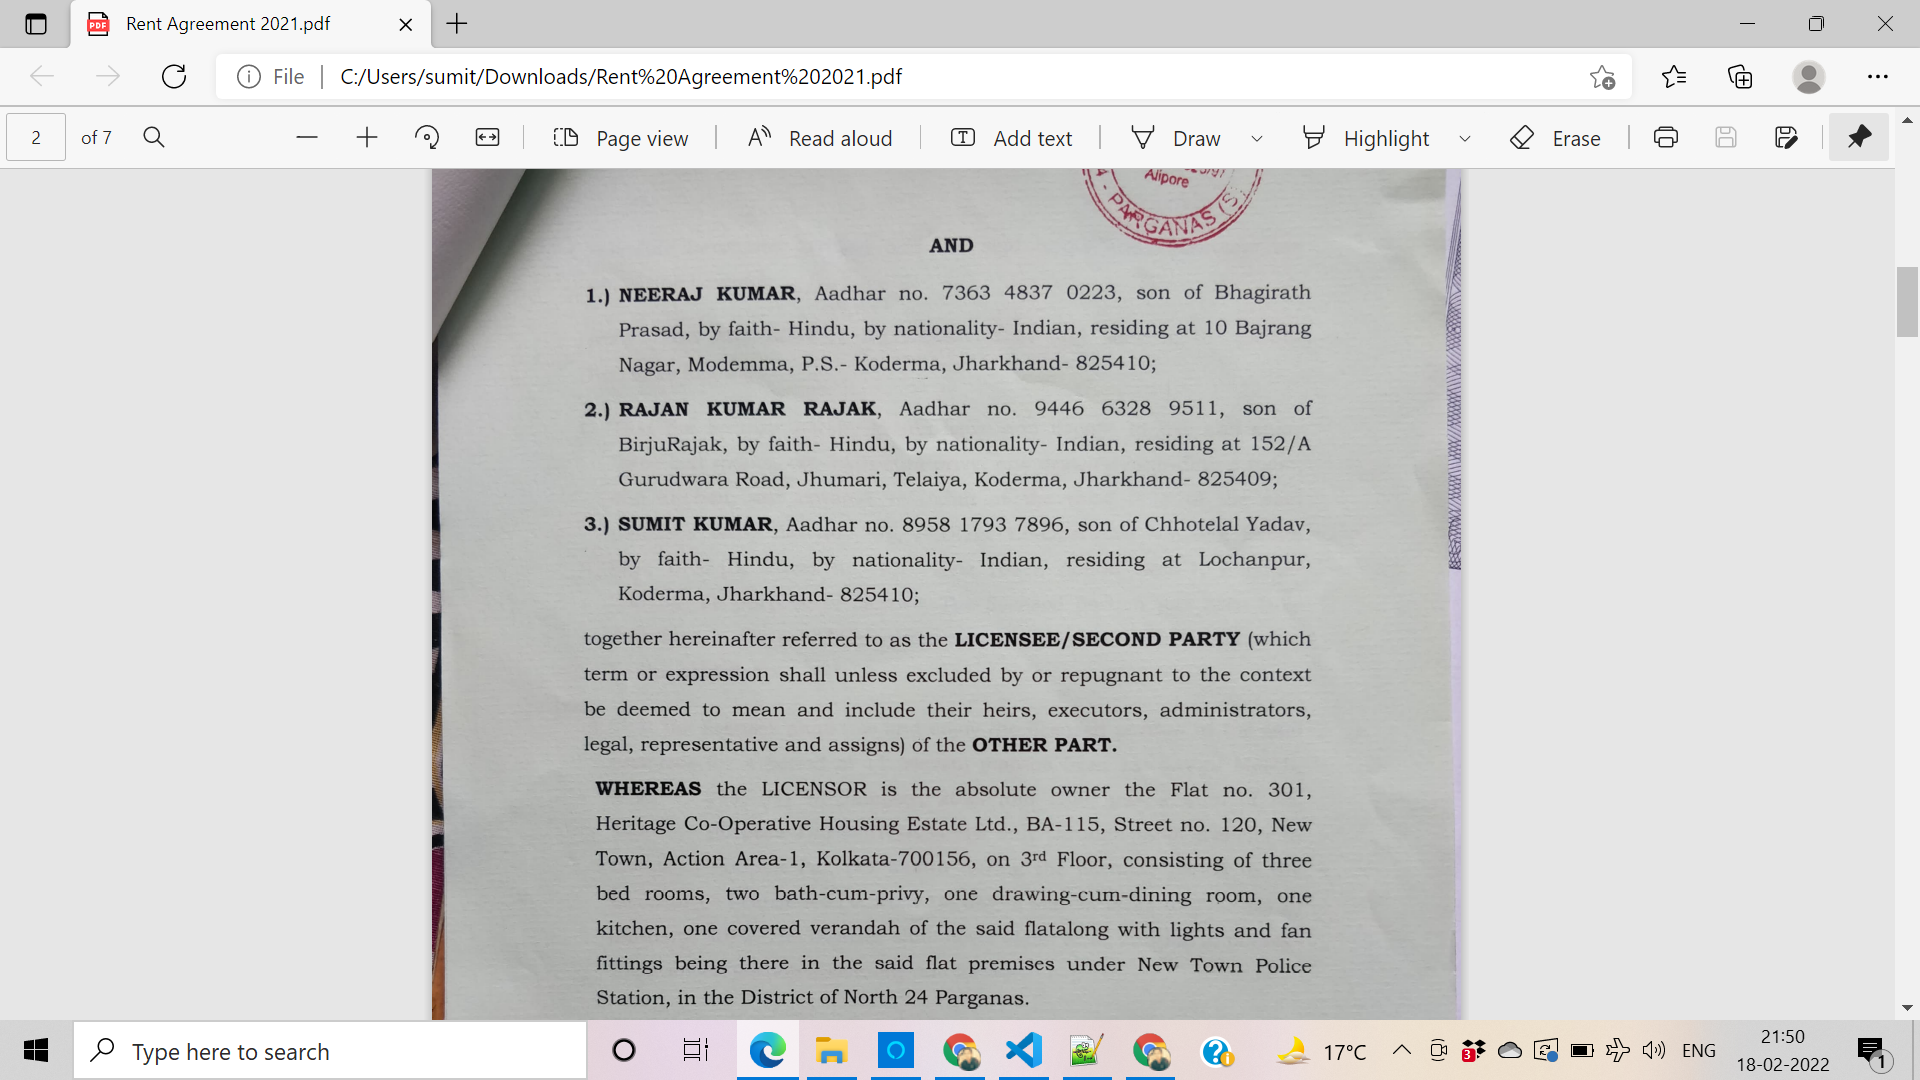 Rent Agreement 2021.pdf
File
C:/Users/sumit/Downloads/Rent%20Agreement%202021.pdf
2 of 7
Page view
Read aloud
Add text
Draw
Highlight
Erase
Alipore
PARGANAS (S)
AND
1.) NEERAJ KUMAR, Aadhar no. 7363 4837 0223, son of Bhagirath
Prasad, by faith- Hindu, by nationality- Indian, residing at 10 Bajrang
Nagar, Modemma, P.S.- Koderma, Jharkhand- 825410;
2.) RAJAN KUMAR RAJAK, Aadhar no. 9446 6328 9511, son of
BirjuRajak, by faith- Hindu, by nationality- Indian, residing at 152/A
Gurudwara Road, Jhumari, Telaiya, Koderma, Jharkhand- 825409;
3.) SUMIT KUMAR, Aadhar no. 8958 1793 7896, son of Chhotelal Yadav,
by faith- Hindu, by nationality- Indian, residing at Lochanpur,
Koderma, Jharkhand- 825410;
together hereinafter referred to as the LICENSEE/SECOND PARTY (which
term or expression shall unless excluded by or repugnant to the context
be deemed to mean and include their heirs, executors, administrators,
legal, representative and assigns) of the OTHER PART.
WHEREAS the LICENSOR is the absolute owner the Flat no. 301,
Heritage Co-Operative Housing Estate Ltd., BA-115, Street no. 120, New
Town, Action Area-1, Kolkata-700156, on 3rd Floor, consisting of three
bed rooms, two bath-cum-privy, one drawing-cum-dining room, one
kitchen, one covered verandah of the said flatalong with lights and fan
fittings being there in the said flat premises under New Town Police
Station, in the District of North 24 Parganas.
Type here to search
17°C
ENG
21:50
18-02-2022
3
1